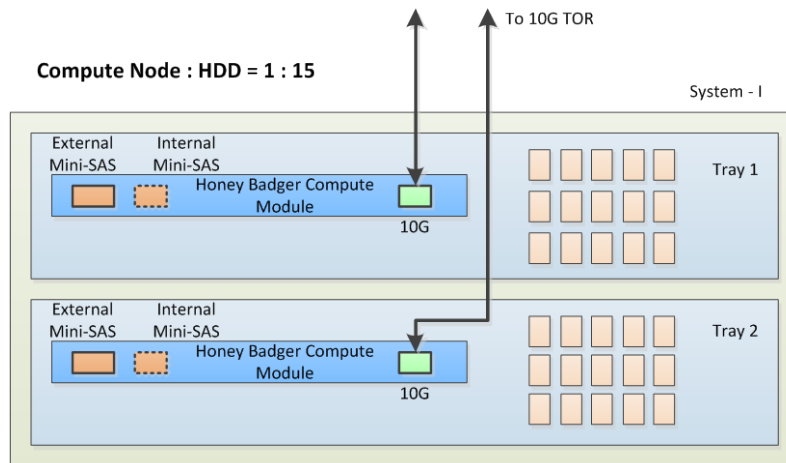 To 10G TOR
Compute Node : HDD = 1 : 15
System - I
External
Mini-SAS
Internal
Mini-SAS
Honey Badger Compute
Module
10G
Tray 1
External
Mini-SAS
Internal
Mini-SAS
Honey Badger Compute
Module
10G
Tray 2